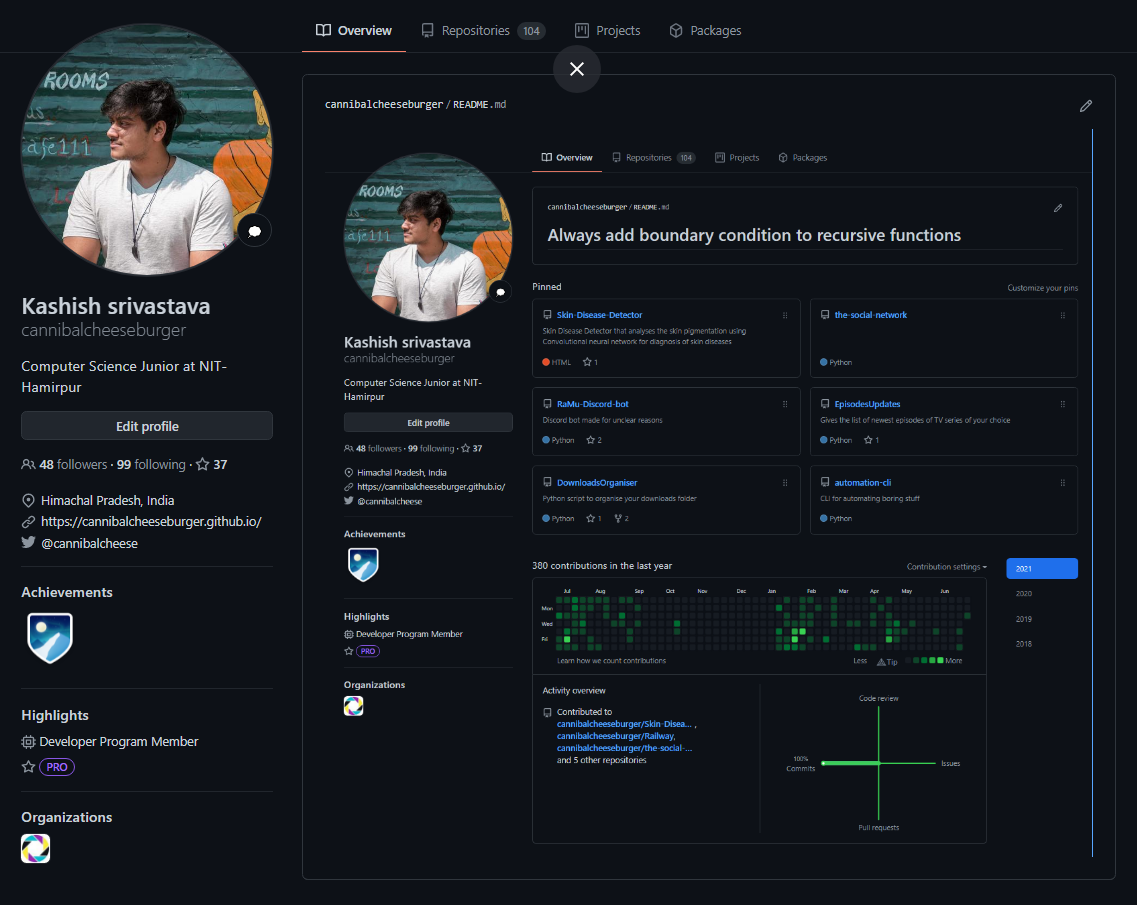 Overview
Repositories 104
Projects
Packages
ROOMS
Kashish srivastava
cannibalcheeseburger
Computer Science Junior at NIT-
Hamirpur
Edit profile
48 followers · 99 following · 37
Himachal Pradesh, India
https://cannibalcheeseburger.github.io/
@cannibalcheese
Achievements
Highlights
Developer Program Member
PRO
Organizations
cannibalcheeseburger / README.md
Overview
Repositories 104
Projects
Packages
ROOMS
Kashish srivastava
cannibalcheeseburger
Computer Science Junior at NIT-
Hamirpur
Edit profile
48 followers · 99 following · 37
Himachal Pradesh, India
https://cannibalcheeseburger.github.io/
@cannibalcheese
Achievements
Highlights
Developer Program Member
PRO
Organizations
cannibalcheeseburger / README.md
Always add boundary condition to recursive functions
Pinned
Customize your pins
Skin-Disease-Detector
Skin Disease Detector that analyses the skin pigmentation using
Convolutional neural network for diagnosis of skin diseases
HTML 1
the-social-network
Python
RaMu-Discord-bot
Discord bot made for unclear reasons
Python 2
EpisodesUpdates
Gives the list of newest episodes of TV series of your choice
Python 1
DownloadsOrganiser
Python script to organise your downloads folder
Python 1 2
automation-cli
CLI for automating boring stuff
Python
380 contributions in the last year
Contribution settings
2021
2020
2019
2018
Jul Aug Sep Oct Nov Dec Jan Feb Mar Apr May Jun
Mon
Wed
Fri
Learn how we count contributions
Less Tip More
Activity overview
Contributed to
cannibalcheeseburger/Skin-Disea... ,
cannibalcheeseburger/Railway,
cannibalcheeseburger/the-social-...
and 5 other repositories
Code review
100%
Commits
Issues
Pull requests